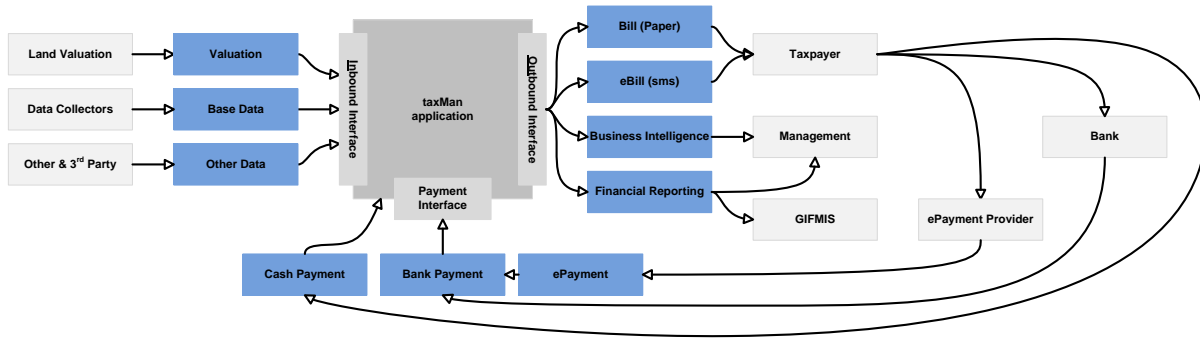 Land Valuation
Valuation
Data Collectors
Base Data
Other & 3rd Party
Other Data
Inbound Interface
taxMan
application
Outbound Interface
Payment
Interface
Bill (Paper)
eBill (sms)
Business Intelligence
Financial Reporting
Taxpayer
Management
GIFMIS
Bank
ePayment Provider
Cash Payment
Bank Payment
ePayment